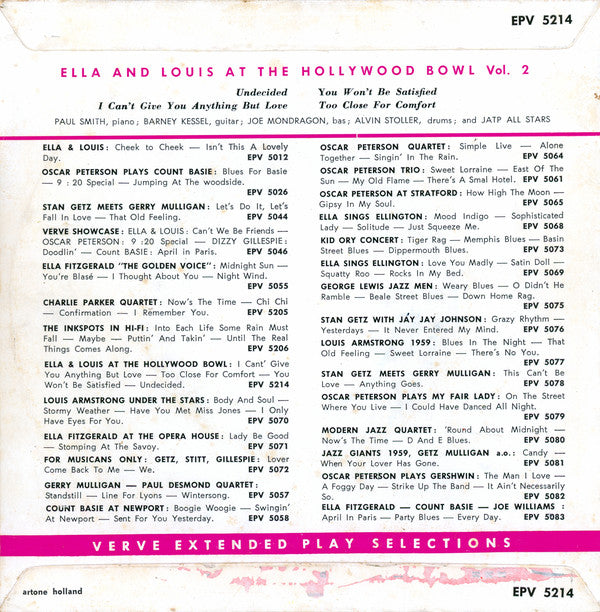 EPV 5214
ELLA AND LOUIS AT THE HOLLYWOOD BOWL Vol. 2
Undecided You Won't Be Satisfied
I Can't Give You Anything But Love Too Close For Comfort
PAUL SMITH, piano; BARNEY KESSEL, guitar; JOE MONDRAGON, bas; ALVIN STOLLER, drums; and JATP ALL STARS
ELLA & LOUIS: Cheek to Cheek — Isn't This A Lovely
Day. EPV 5012
OSCAR PETERSON PLAYS COUNT BASIE: Blues For Basie
— 9 : 20 Special — Jumping At The woodside.
EPV 5026
STAN GETZ MEETS GERRY MULLIGAN: Let's Do It, Let's
Fall In Love — That Old Feeling. EPV 5044
VERVE SHOWCASE: ELLA & LOUIS: Can't We Be Friends —
OSCAR PETERSON: 9 :20 Special — DIZZY GILLESPIE:
Doodlin' — Count BASIE: April in Paris. EPV 5046
ELLA FITZGERALD "THE GOLDEN VOICE": Midnight Sun —
You're Blasé — I Thought About You — Night Wind.
EPV 5055
CHARLIE PARKER QUARTET: Now's The Time — Chi Chi
— Confirmation — I Remember You. EPV 5205
THE INKSPOTS IN HI-FI: Into Each Life Some Rain Must
Fall — Maybe — Puttin' And Takin' — Until The Real
Things Comes Along. EPV 5206
ELLA & LOUIS AT THE HOLLYWOOD BOWL: I Cant' Give
You Anything But Love — Too Close For Comfort — You
Won't Be Satisfied — Undecided. EPV 5214
LOUIS ARMSTRONG UNDER THE STARS: Body And Soul —
Stormy Weather — Have You Met Miss Jones — I Only
Have Eyes For You. EPV 5070
ELLA FITZGERALD AT THE OPERA HOUSE: Lady Be Good
— Stomping At The Savoy. EPV 5071
FOR MUSICIANS ONLY: GETZ, STITT, GILLESPIE: Lover
Come Back To Me — We. EPV 5072
GERRY MULLIGAN — PAUL DESMOND QUARTET:
Standstill — Line For Lyons — Wintersong. EPV 5057
COUNT BASIE AT NEWPORT: Boogie Woogie — Swingin'
At Newport — Sent For You Yesterday. EPV 5058
OSCAR PETERSON QUARTET: Simple Live — Alone
Together — Singin' In The Rain. EPV 5064
OSCAR PETERSON TRIO: Sweet Lorraine — East Of The
Sun — My Old Flame — There's A Smal Hotel. EPV 5061
OSCAR PETERSON AT STRATFORD: How High The Moon —
Gipsy In My Soul. EPV 5065
ELLA SINGS ELLINGTON: Mood Indigo — Sophisticated
Lady — Solitude — Just Squeeze Me. EPV 5068
KID ORY CONCERT: Tiger Rag — Memphis Blues — Basin
Street Blues — Dippermouth Blues. EPV 5073
ELLA SINGS ELLINGTON: Love You Madly — Satin Doll —
Squatty Roo — Rocks In My Bed. EPV 5069
GEORGE LEWIS JAZZ MEN: Weary Blues — O Didn't He
Ramble — Beale Street Blues — Down Home Rag.
EPV 5075
STAN GETZ WITH JAY JAY JOHNSON: Grazy Rhythm —
Yesterdays — It Never Entered My Mind. EPV 5076
LOUIS ARMSTRONG 1959: Blues In The Night — That
Old Feeling — Sweet Lorraine — There's No You.
EPV 5077
STAN GETZ MEETS GERRY MULLIGAN: This Can't Be
Love — Anything Goes. EPV 5078
OSCAR PETERSON PLAYS MY FAIR LADY: On The Street
Where You Live — I Could Have Danced All Night.
EPV 5079
MODERN JAZZ QUARTET: 'Round About Midnight —
Now's The Time — D And E Blues. EPV 5080
JAZZ GIANTS 1959, GETZ MULLIGAN a.o.: Candy —
When Your Lover Has Gone. EPV 5081
OSCAR PETERSON PLAYS GERSHWIN: The Man I Love —
A Foggy Day — Strike Up The Band — It Ain't Necessarily
So. EPV 5082
ELLA FITZGERALD — COUNT BASIE — JOE WILLIAMS :
April In Paris — Party Blues — Every Day. EPV 5083
VERVE EXTENDED PLAY SELECTIONS
artone holland EPV 5214